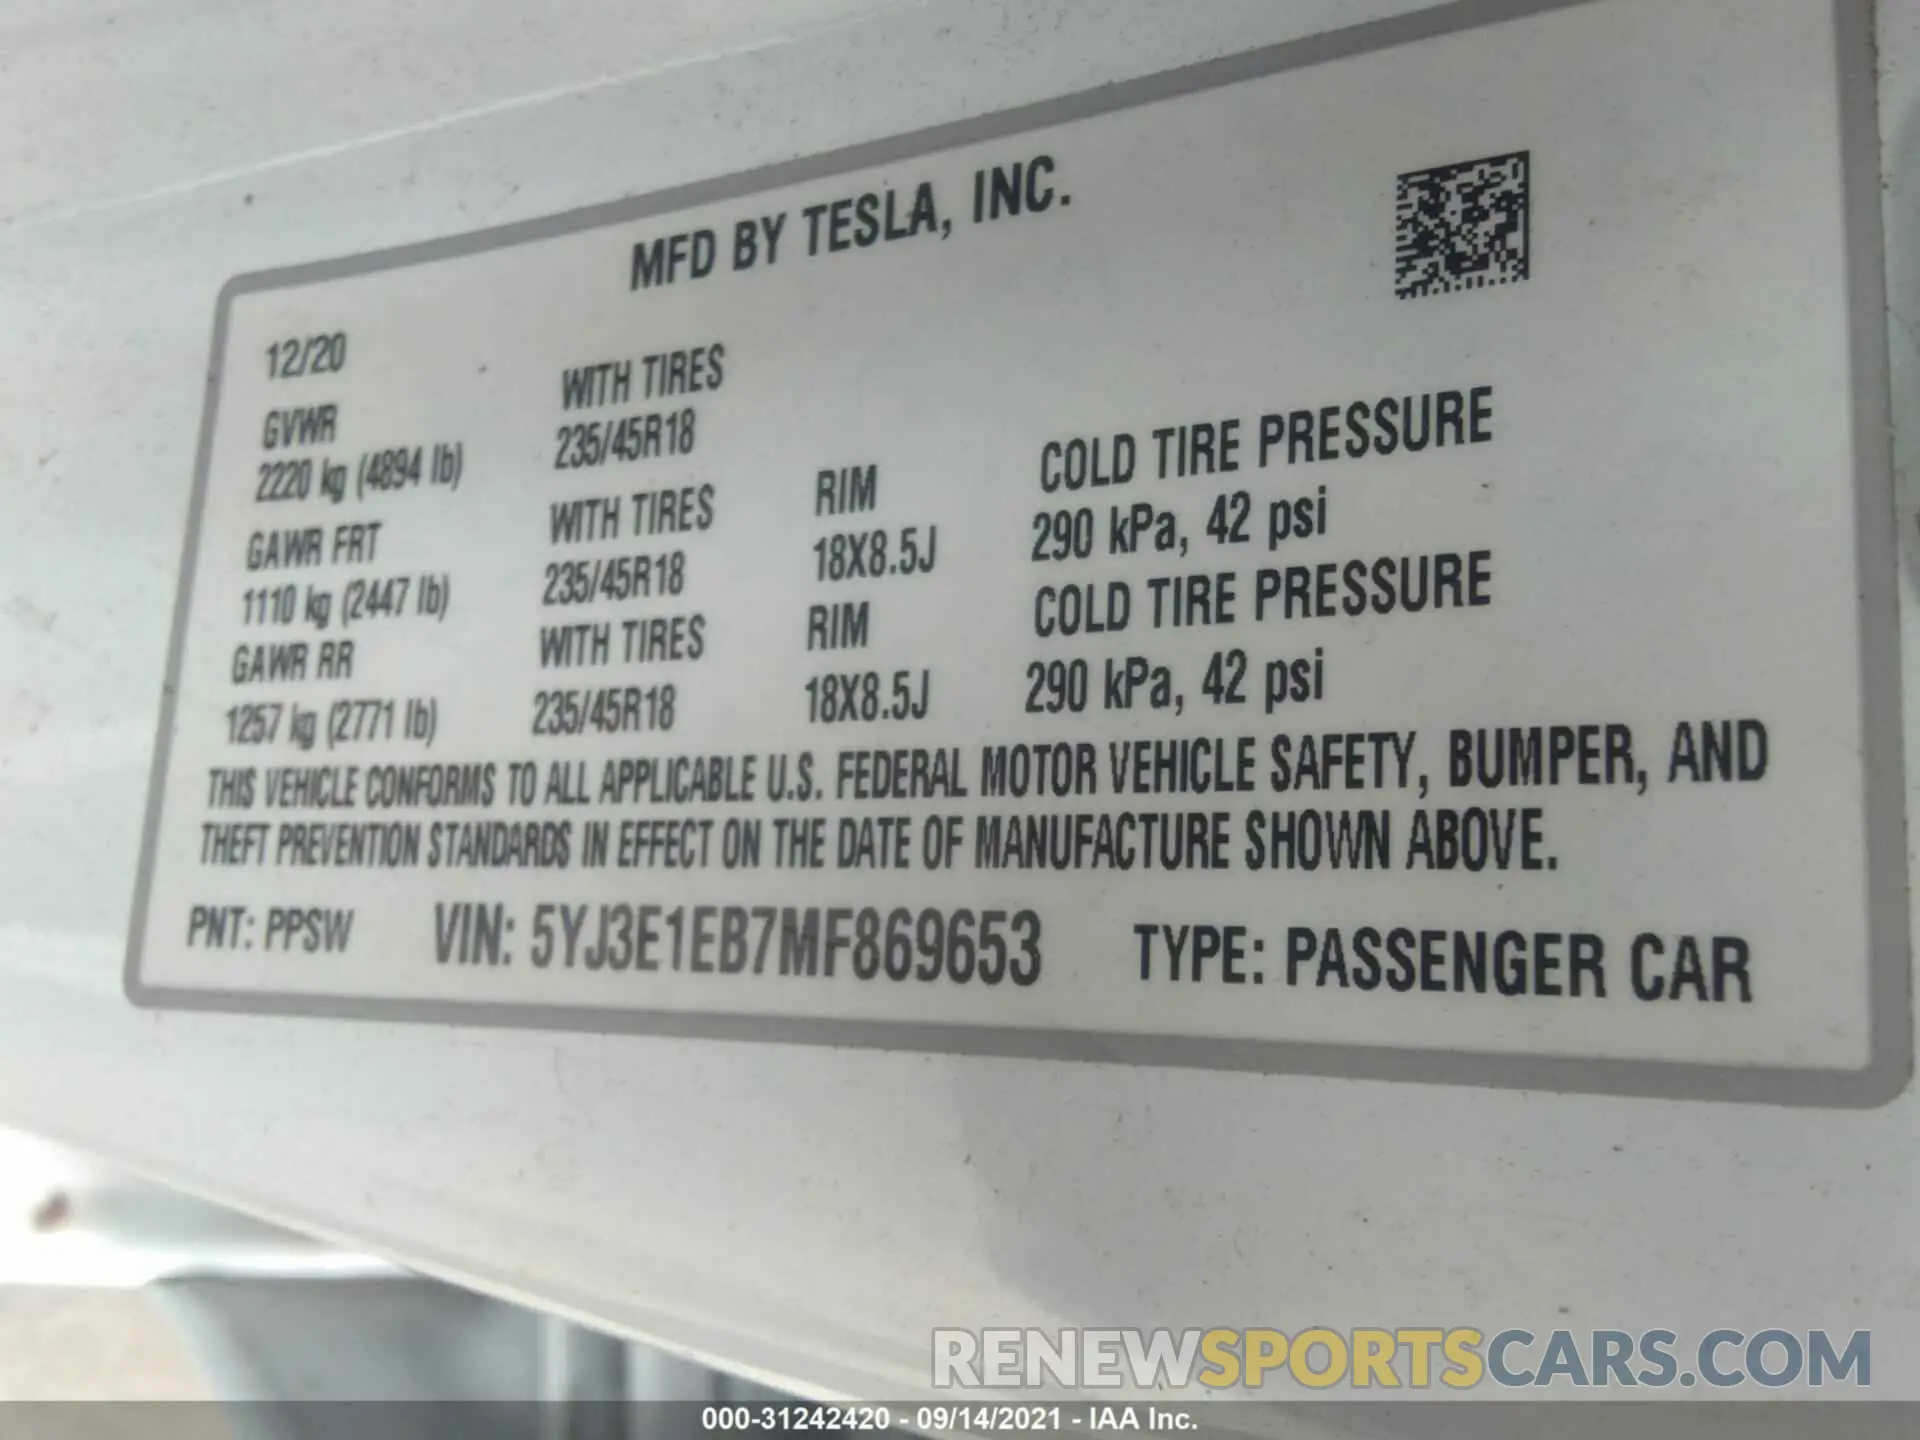 MFD BY TESLA, INC.
12/20
GVWR
2220 kg (4894 lb)
WITH TIRES
235/45R18
GAWR FRT
1110 kg (2447 lb)
WITH TIRES
235/45R18
RIM
18X8.5J
COLD TIRE PRESSURE
290 kPa, 42 psi
GAWR RR
1257 kg (2771 lb)
WITH TIRES
235/45R18
RIM
18X8.5J
COLD TIRE PRESSURE
290 kPa, 42 psi
THIS VEHICLE CONFORMS TO ALL APPLICABLE U.S. FEDERAL MOTOR VEHICLE SAFETY, BUMPER, AND
THEFT PREVENTION STANDARDS IN EFFECT ON THE DATE OF MANUFACTURE SHOWN ABOVE.
PNT: PPSW VIN: 5YJ3E1EB7MF869653 TYPE: PASSENGER CAR
RENEWSPORTSCARS.COM
000-31242420 - 09/14/2021 - IAA Inc.